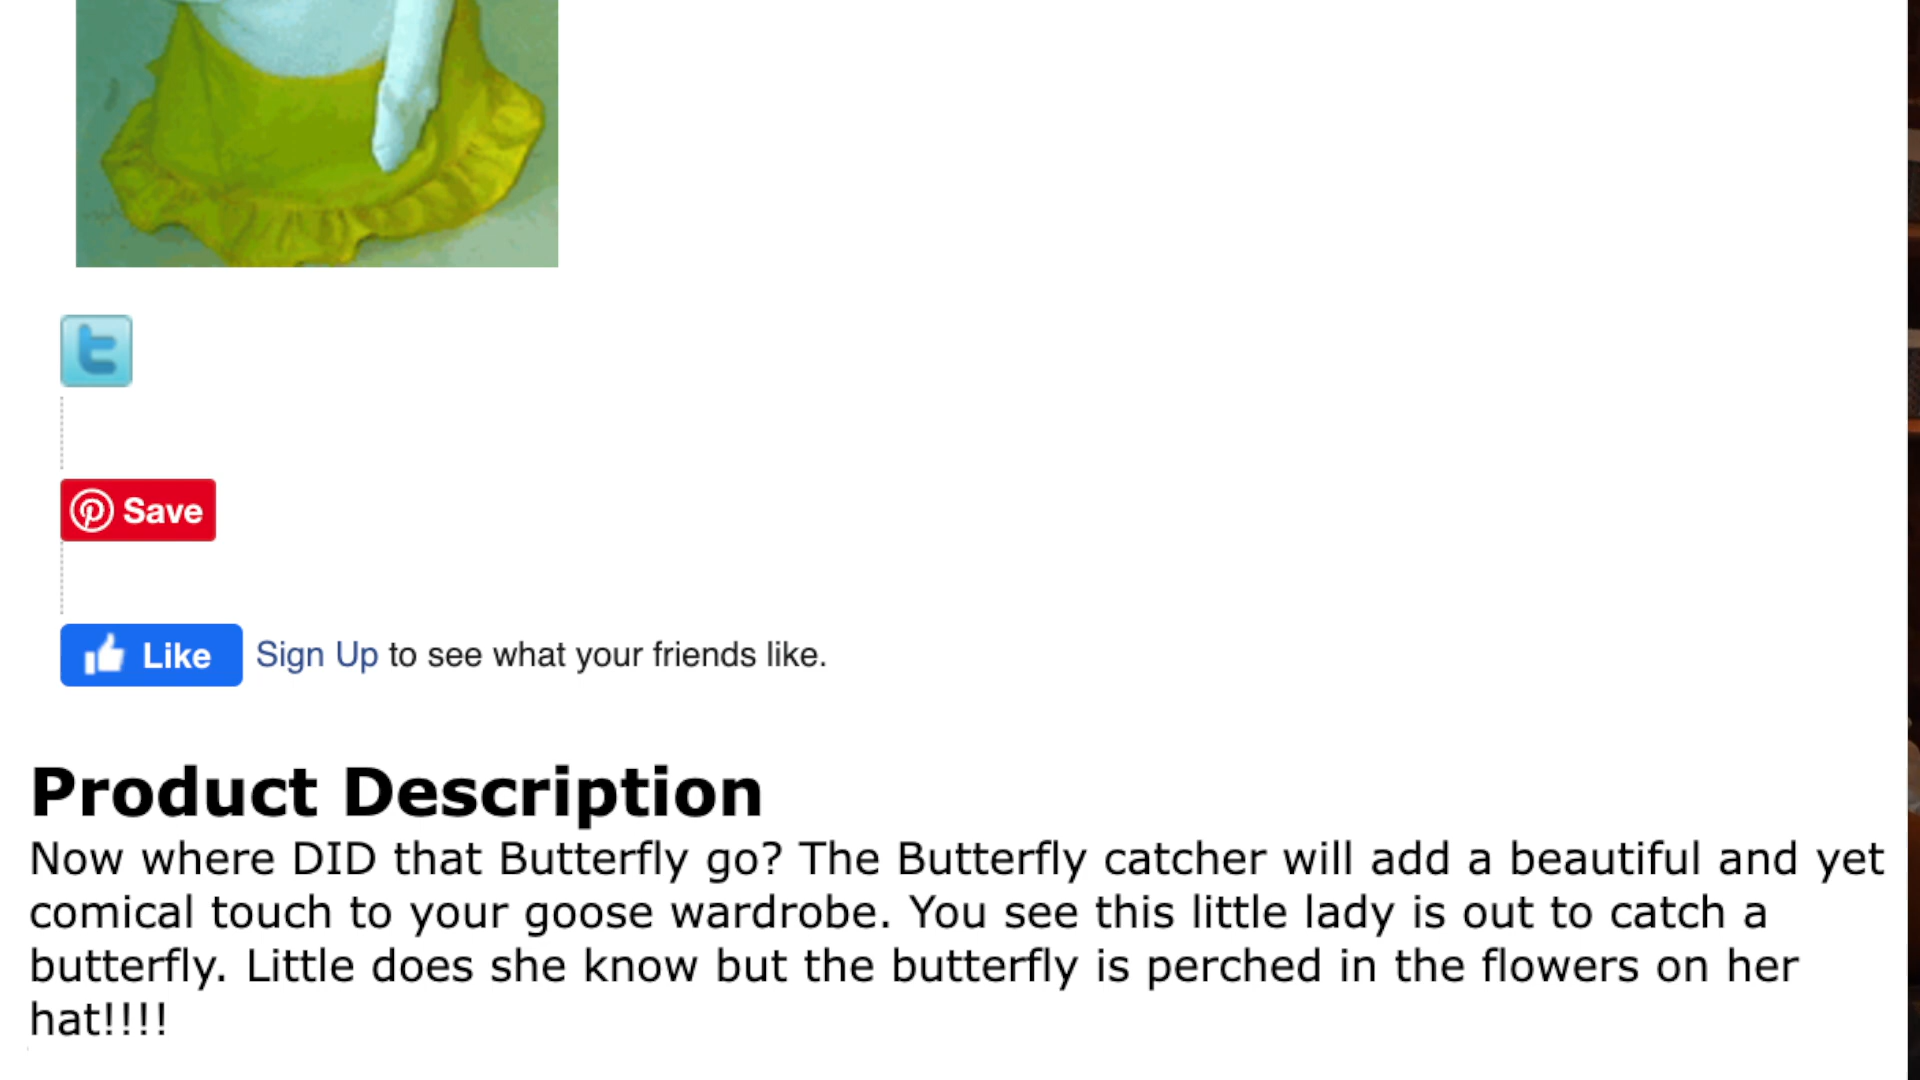 Save
Like Sign Up to see what your friends like.
Product Description
Now where DID that Butterfly go? The Butterfly catcher will add a beautiful and yet
comical touch to your goose wardrobe. You see this little lady is out to catch a
butterfly. Little does she know but the butterfly is perched in the flowers on her
hat!!!!